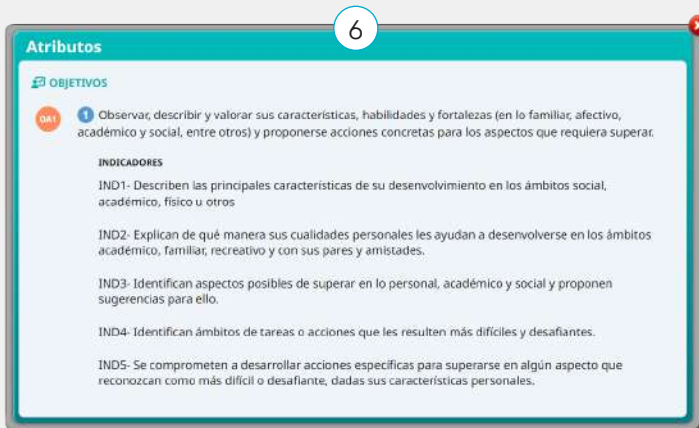 6
Atributos
OBJETIVOS
OA1
1 Observar, describir y valorar sus características, habilidades y fortalezas (en lo familiar, afectivo,
académico y social, entre otros) y proponerse acciones concretas para los aspectos que requiera superar.
INDICADORES
IND1- Describen las principales características de su desenvolvimiento en los ámbitos social,
académico, físico u otros
IND2- Explican de qué manera sus cualidades personales les ayudan a desenvolverse en los ámbitos
académico, familiar, recreativo y con sus pares y amistades.
IND3- Identifican aspectos posibles de superar en lo personal, académico y social y proponen
sugerencias para ello.
IND4- Identifican ámbitos de tareas o acciones que les resulten más difíciles y desafiantes.
IND5- Se comprometen a desarrollar acciones específicas para superarse en algún aspecto que
reconozcan como más difícil o desafiante, dadas sus características personales.